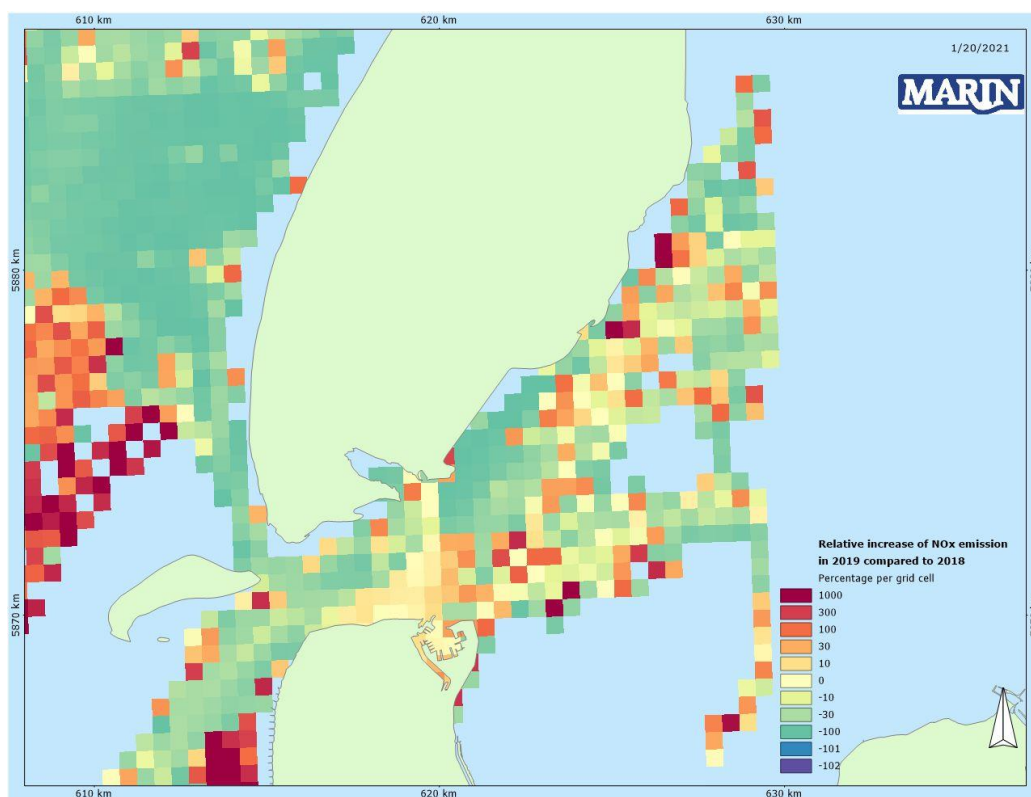 610 km
620 km
630 km
1/20/2021
MARIN
5880 km
Relative increase of NOx emission
in 2019 compared to 2018
Percentage per grid cell
1000
300
100
30
10
0
-10
-30
-100
-101
-102
5870 km
610 km
620 km
630 km